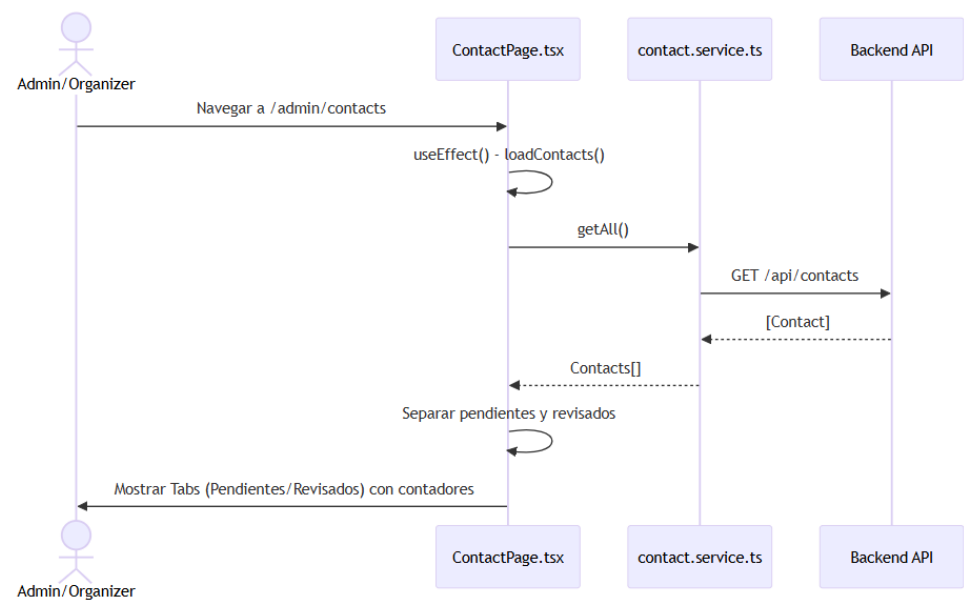 ContactPage.tsx
contact.service.ts
Backend API
Admin/Organizer
Navegar a /admin/contacts
useEffect() - loadContacts()
getAll()
GET /api/contacts
[Contact]
Contacts[]
Separar pendientes y revisados
Mostrar Tabs (Pendientes/Revisados) con contadores
ContactPage.tsx
contact.service.ts
Backend API
Admin/Organizer